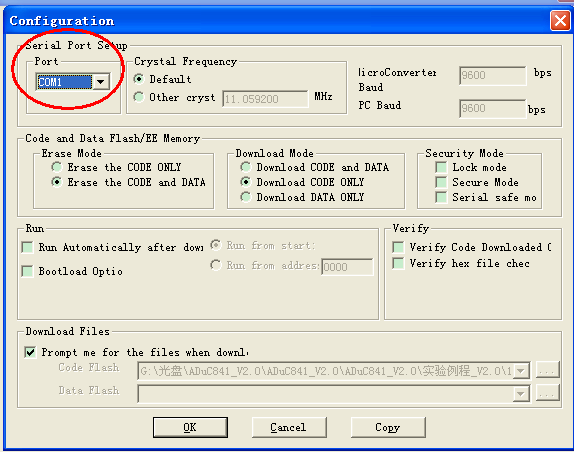 Configuration
Serial Port Setup
Port
COM1
Crystal Frequency
Default
Other cryst 11.059200 MHz
MicroConverter Baud 9600 bps
PC Baud 9600 bps
Code and Data Flash/EE Memory
Erase Mode
Erase the CODE ONLY
Erase the CODE and DATA
Download Mode
Download CODE and DATA
Download CODE ONLY
Download DATA ONLY
Security Mode
Lock mode
Secure Mode
Serial safe mo
Run
Run Automatically after dow
Run from start:
Bootload Optio
Run from addres: 0000
Verify
Verify Code Downloaded
Verify hex file chec
Download Files
Prompt me for the files when downl
Code Flash G:\光盘\ADuC841_V2.0\ADuC841_V2.0\ADuC841_V2.0\实验例程_V2.0\1 ...
Data Flash ...
OK
Cancel
Copy